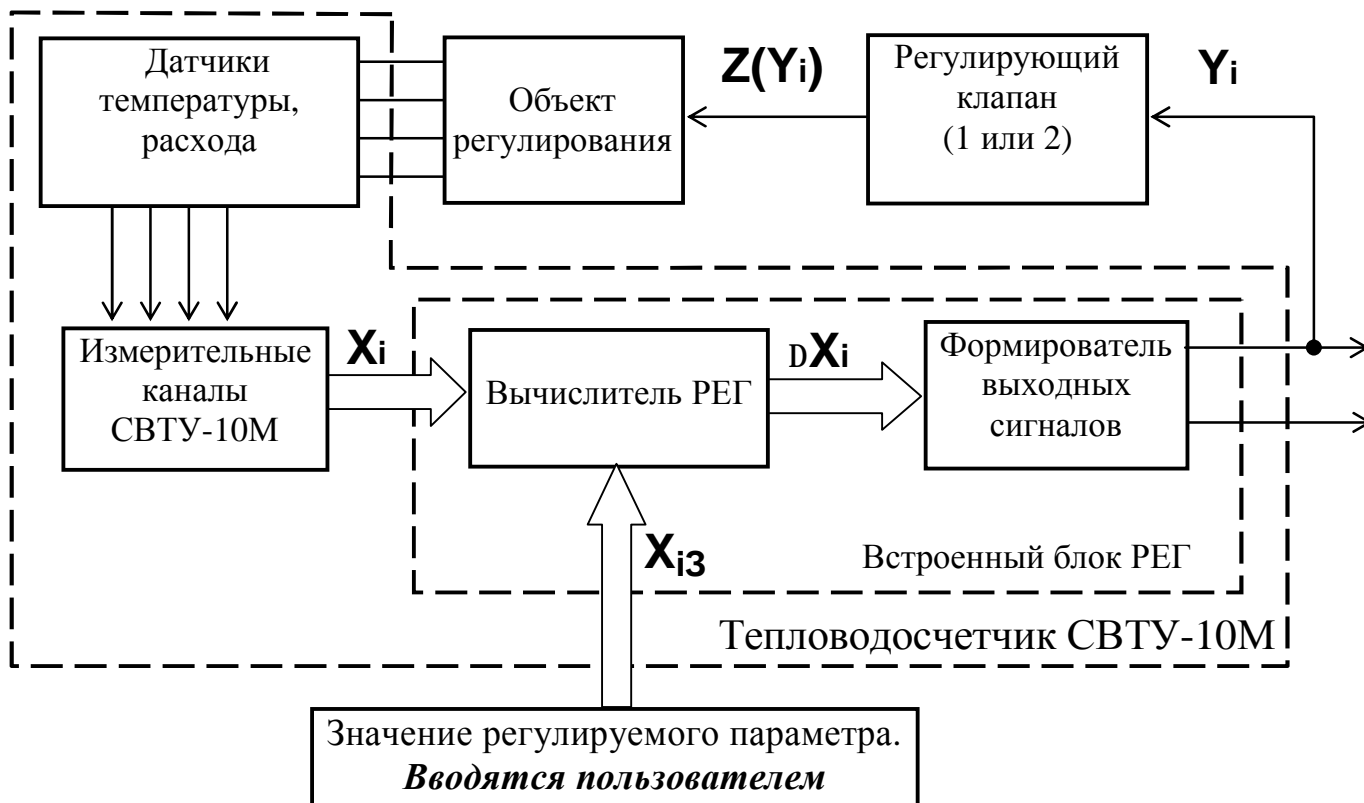 Датчики
температуры,
расхода
Объект
регулирования
Z(Yi)
Регулирующий
клапан
(1 или 2)
Yi
Измерительные
каналы
СВТУ-10М
Xi
Вычислитель РЕГ
DXi
Формирователь
выходных
сигналов
XiЗ
Встроенный блок РЕГ
Тепловодосчетчик СВТУ-10М
Значение регулируемого параметра.
Вводятся пользователем